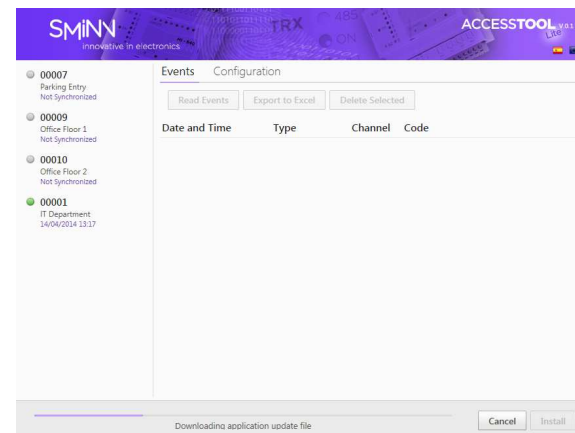 SMiNN
innovative in electronics
TRX
485
ON
ACCESSTOOL
Lite
00007
Parking Entry
Not Synchronized
00009
Office Floor 1
Not Synchronized
00010
Office Floor 2
Not Synchronized
00001
IT Department
14/04/2014 13:17
Events Configuration
Read Events Export to Excel Delete Selected
Date and Time Type Channel Code
Downloading application update file
Cancel Install